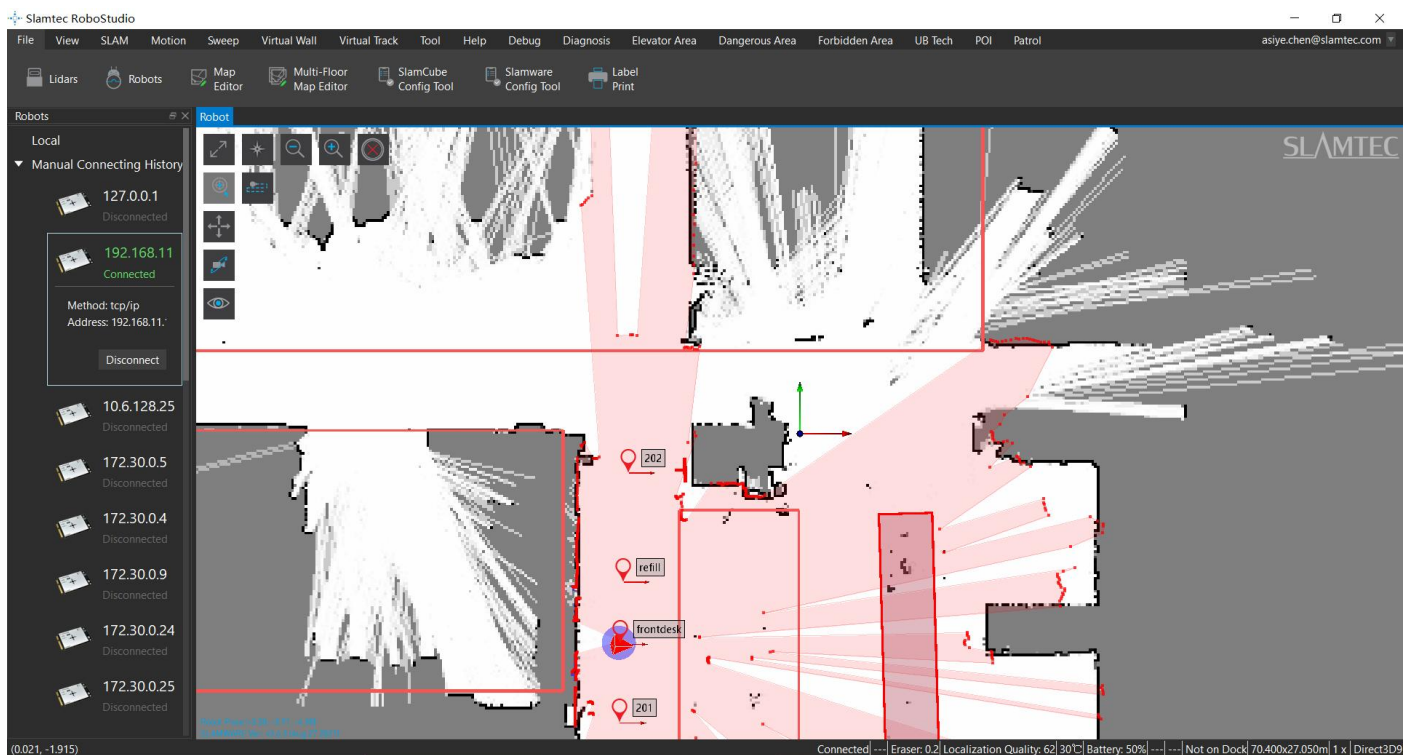 Slamtec RoboStudio
File View SLAM Motion Sweep Virtual Wall Virtual Track Tool Help Debug Diagnosis Elevator Area Dangerous Area Forbidden Area UB Tech POI Patrol asiye.chen@slamtec.com
Lidars
Robots
Map
Editor
Multi-Floor
Map Editor
SlamCube
Config Tool
Slamware
Config Tool
Label
Print
Robots
Robot
Local
Manual Connecting History
127.0.0.1
Disconnected
192.168.11
Connected
Method: tcp/ip
Address: 192.168.11.
Disconnect
10.6.128.25
Disconnected
172.30.0.5
Disconnected
172.30.0.4
Disconnected
172.30.0.9
Disconnected
172.30.0.24
Disconnected
172.30.0.25
Disconnected
SLAMTEC
202
refill
frontdesk
201
(0.021, -1.915)
Connected --- Eraser: 0.2 Localization Quality: 62 30℃ Battery: 50% --- --- Not on Dock 70.400x27.050m 1 x Direct3D9